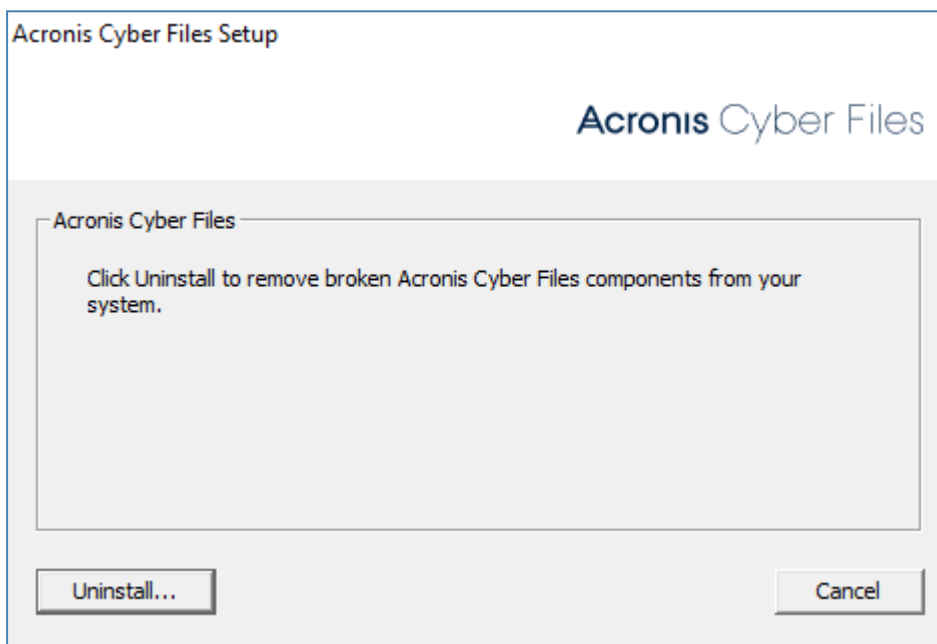 Acronis Cyber Files Setup
Acronis Cyber Files
Acronis Cyber Files
Click Uninstall to remove broken Acronis Cyber Files components from your
system.
Uninstall...
Cancel